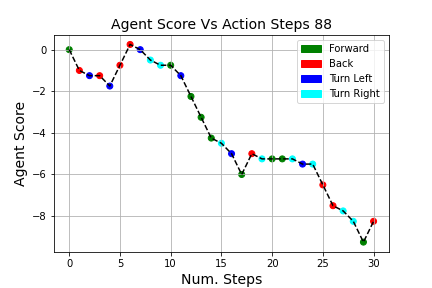 Agent Score Vs Action Steps 88
Forward
Back
Turn Left
Turn Right
Agent Score
0
−2
−4
−6
−8
0 5 10 15 20 25 30
Num. Steps